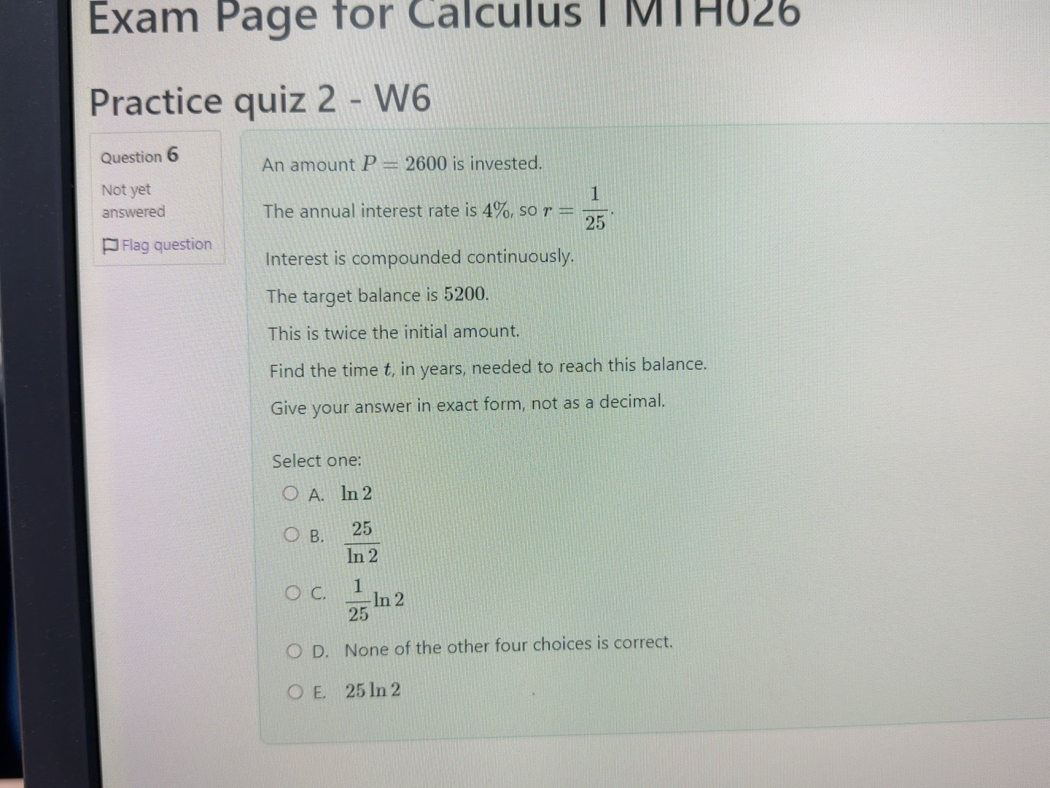 Exam Page for Calculus I MTH026
Practice quiz 2 - W6
Question 6
Not yet
answered
Flag question
An amount P = 2600 is invested.
The annual interest rate is 4%, so r = 1/25.
Interest is compounded continuously.
The target balance is 5200.
This is twice the initial amount.
Find the time t, in years, needed to reach this balance.
Give your answer in exact form, not as a decimal.
Select one:
A. ln 2
B. 25/ln 2
C. 1/25 ln 2
D. None of the other four choices is correct.
E. 25 ln 2